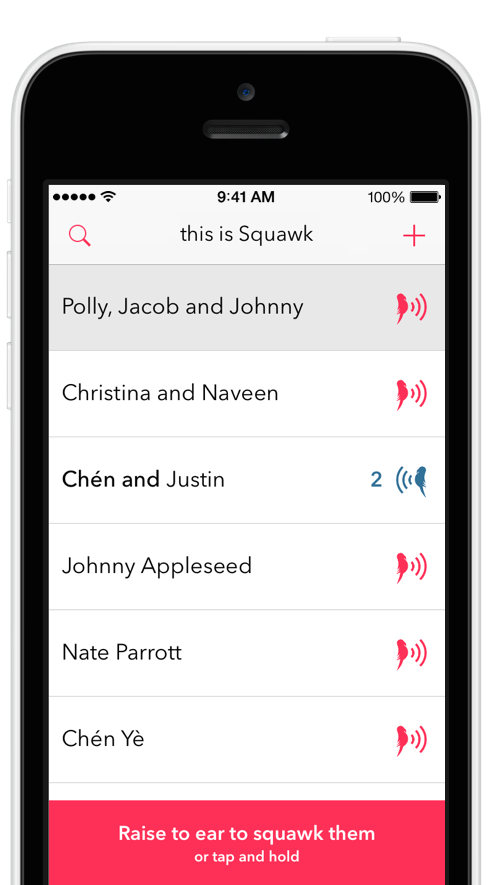 9:41 AM
100%
this is Squawk
Polly, Jacob and Johnny
Christina and Naveen
Chén and Justin
2
Johnny Appleseed
Nate Parrott
Chén Yè
Raise to ear to squawk them
or tap and hold